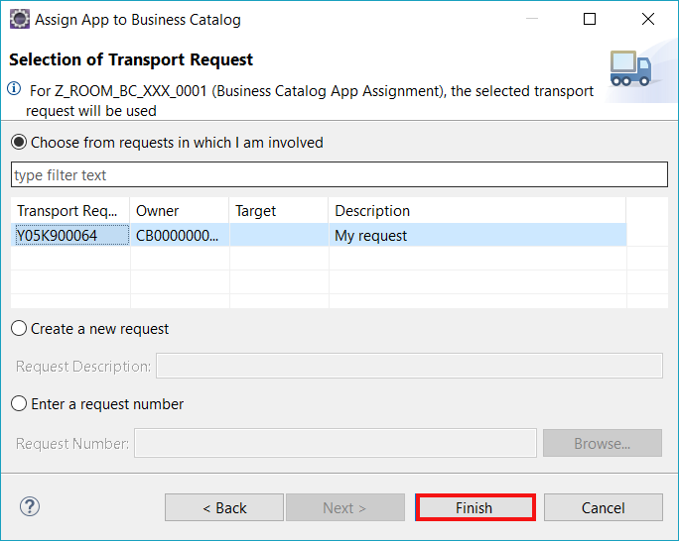 Assign App to Business Catalog
Selection of Transport Request
For Z_ROOM_BC_XXX_0001 (Business Catalog App Assignment), the selected transport
request will be used
Choose from requests in which I am involved
type filter text
Transport Req... Owner Target Description
Y05K900064 CB0000000... My request
Create a new request
Request Description:
Enter a request number
Request Number: Browse...
? < Back Next > Finish Cancel